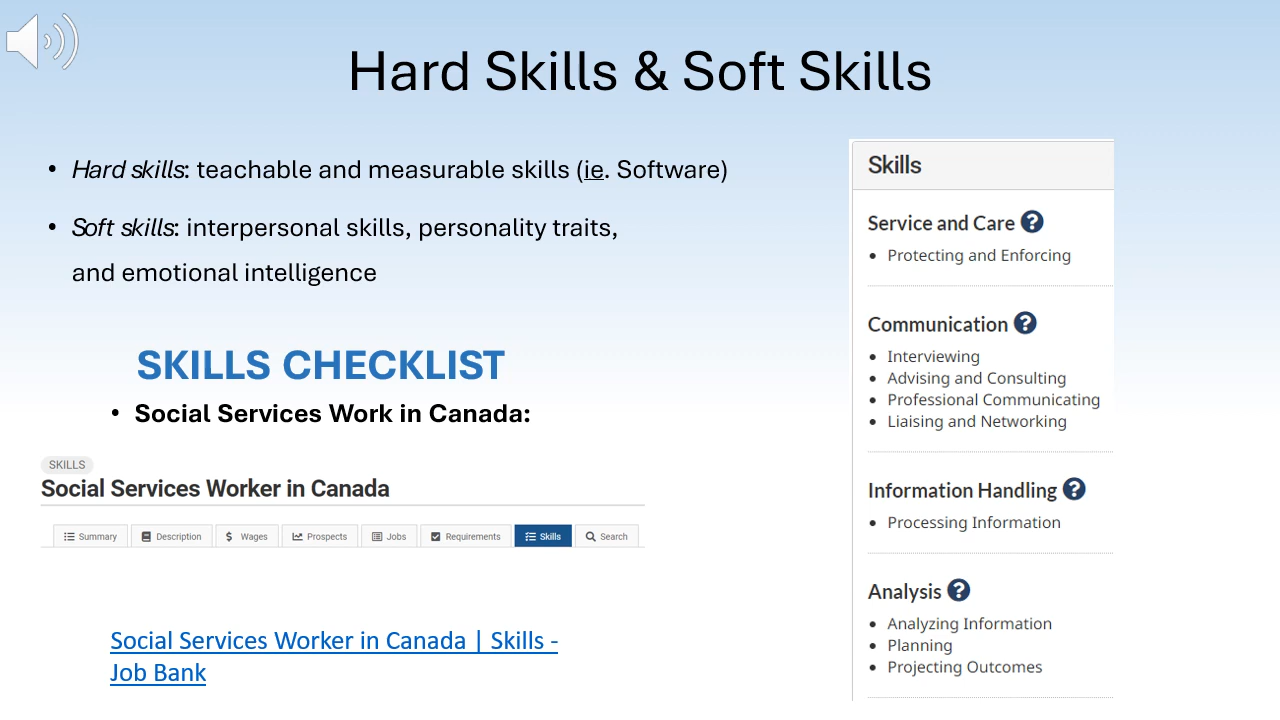 Hard Skills & Soft Skills
• Hard skills: teachable and measurable skills (ie. Software)
• Soft skills: interpersonal skills, personality traits,
and emotional intelligence
SKILLS CHECKLIST
• Social Services Work in Canada:
SKILLS
Social Services Worker in Canada
Summary Description Wages Prospects Jobs Requirements Skills Search
Social Services Worker in Canada | Skills -
Job Bank
Skills
Service and Care
• Protecting and Enforcing
Communication
• Interviewing
• Advising and Consulting
• Professional Communicating
• Liaising and Networking
Information Handling
• Processing Information
Analysis
• Analyzing Information
• Planning
• Projecting Outcomes